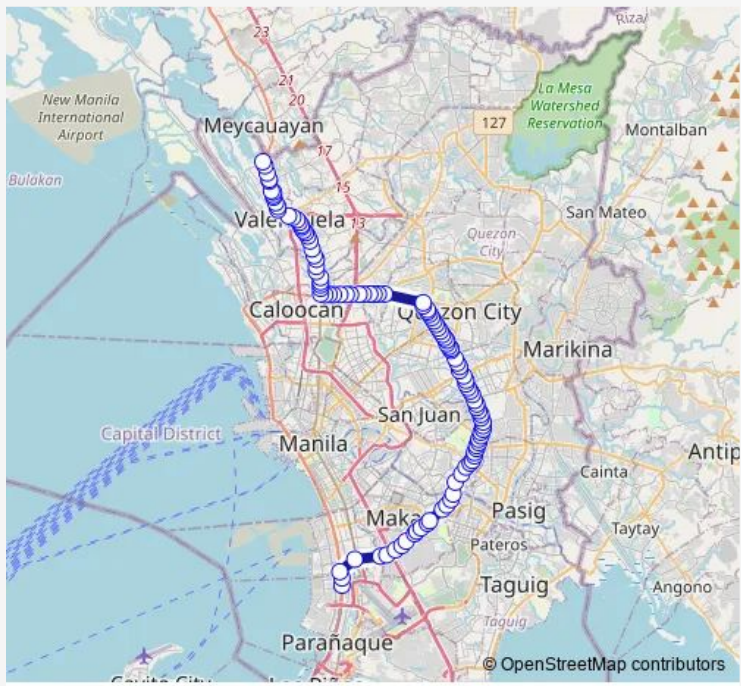 Riza
23
21
20
New Manila
International
Airport
La Mesa
Watershed
Reservation
Meycauayan
127
Montalban
17
Bulakan
15
San Mateo
Valenzuela
13
Quezon
City
Caloocan
Quezon City
Marikina
San Juan
Capital District
Manila
Antip
Cainta
Maka
Pasig
Taytay
Pateros
Taguig
Angono
Taguig
Parañaque
© OpenStreetMap contributors